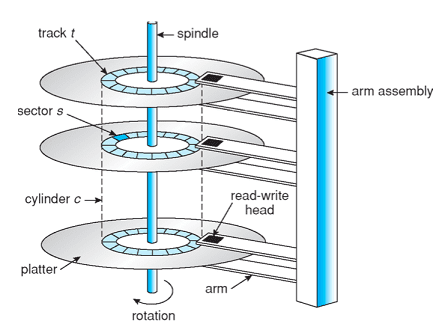 track t
spindle
arm assembly
sector s
cylinder c
read-write
head
platter
arm
rotation